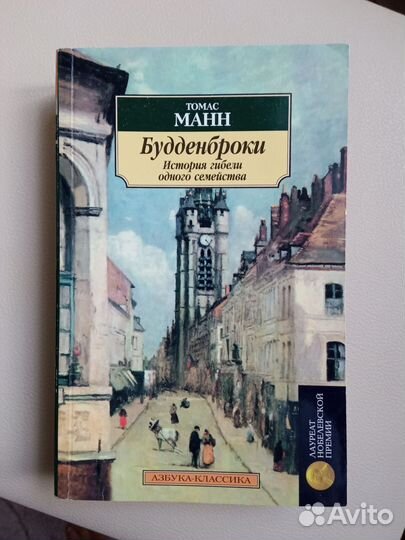 ТОМАС
МАНН
Будденброки
История гибели
одного семейства
ЛАУРЕАТ
НОБЕЛЕВСКОЙ
ПРЕМИИ
АЗБУКА-КЛАССИКА
Avito